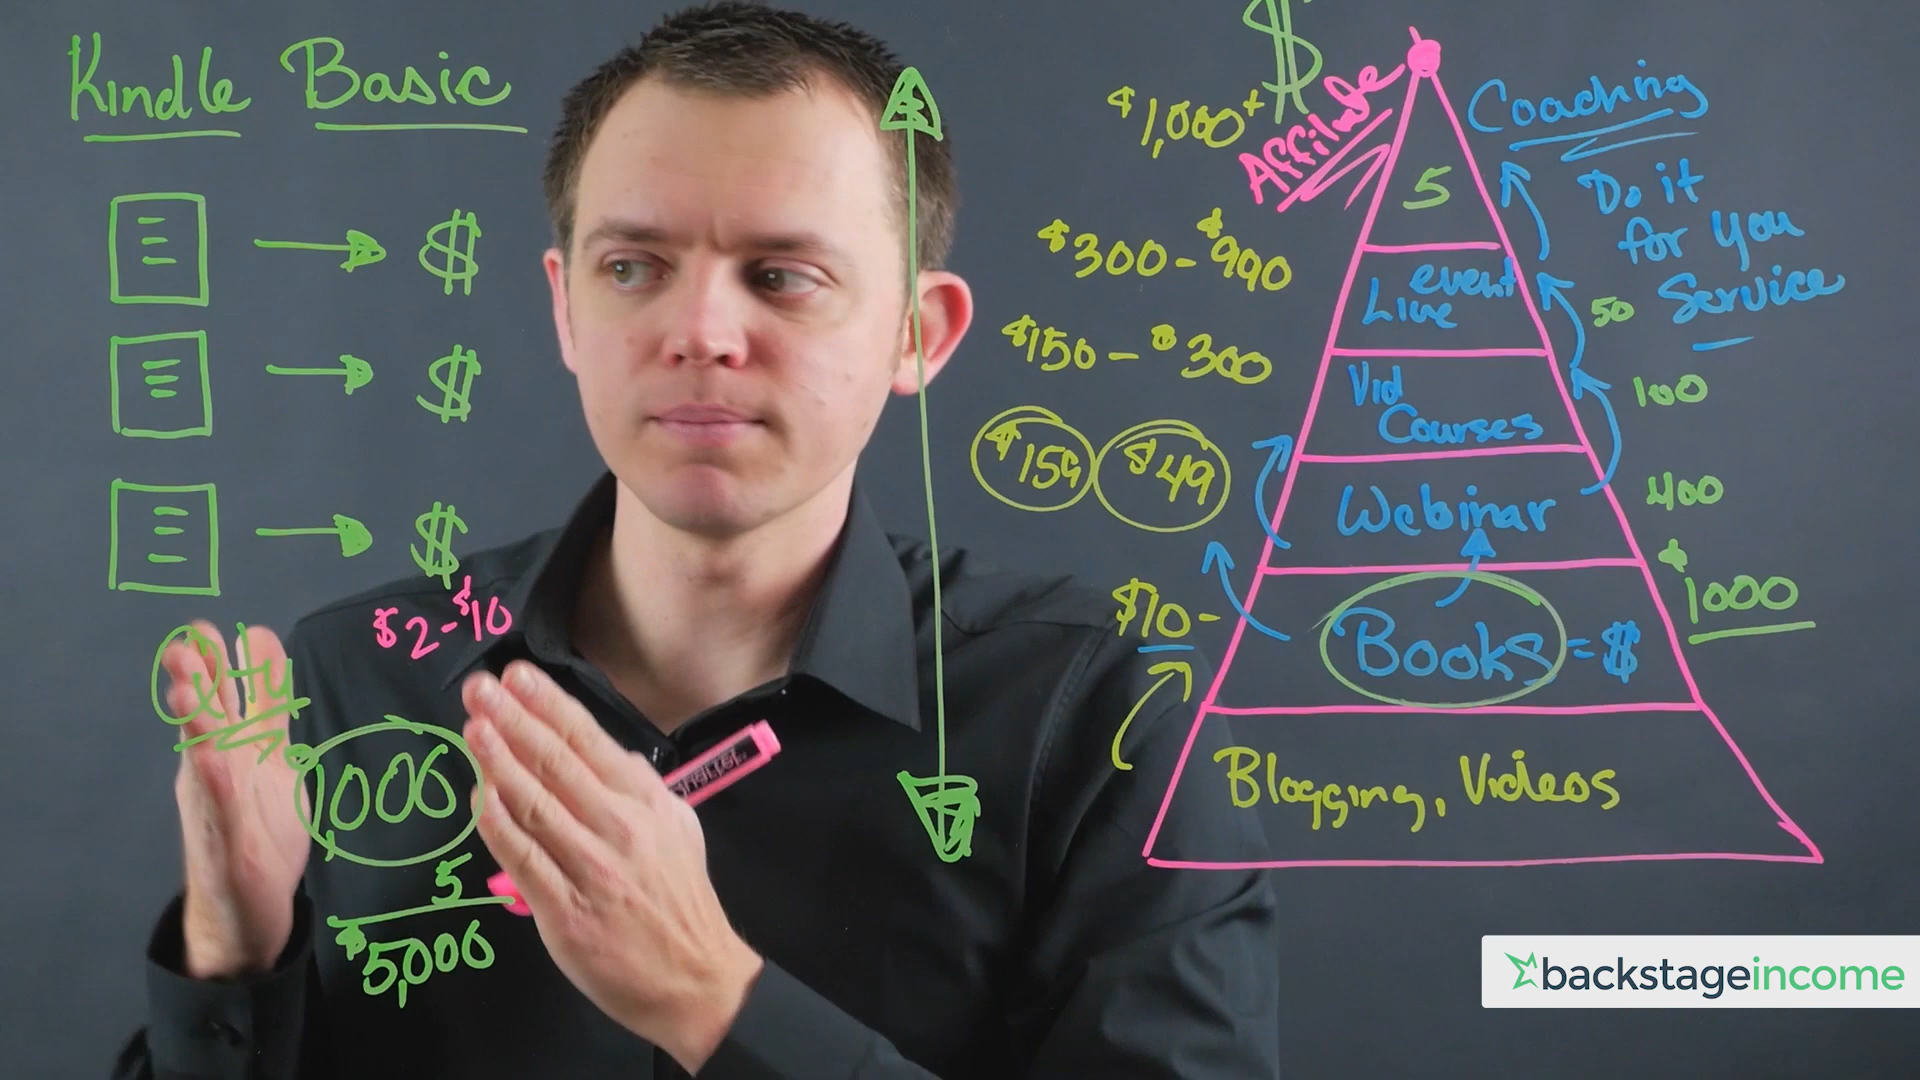 Kindle Basic
$
$
$
$2-$10
Qty
1000
5
$5,000
$
$1,000+
Affiliate
Coaching
Do it
for you
Service
5
$300-$990
Live event
50
$150-$300
Vid
Courses
100
$159
$49
Webinar
400
$10-
Books = $
$1000
Blogging, Videos
backstageincome